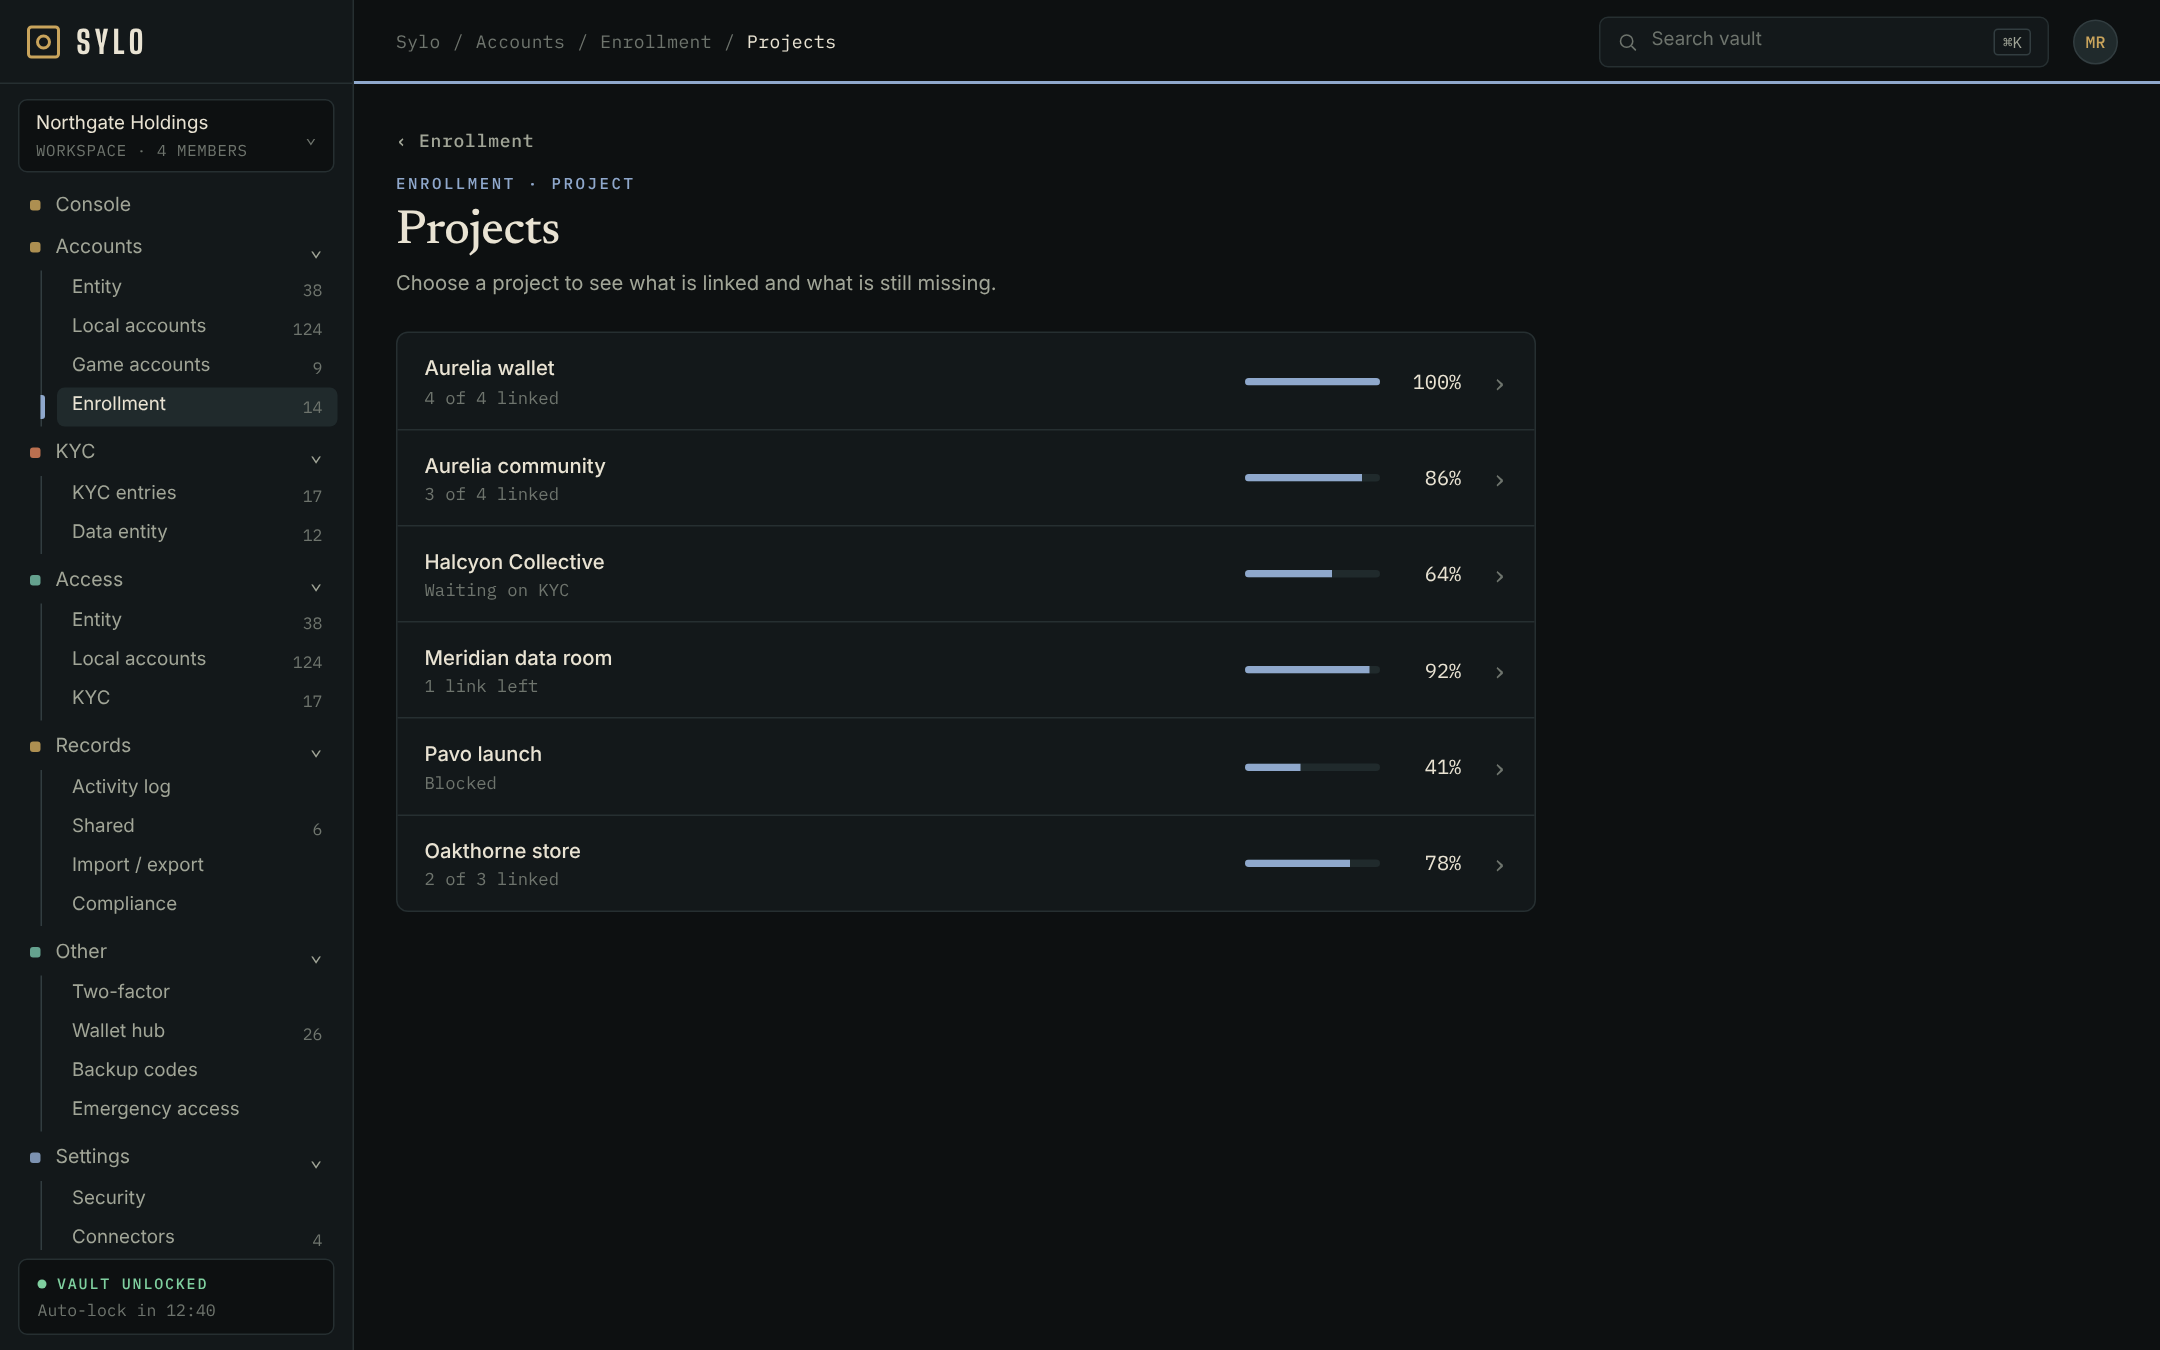 SYLO
Sylo / Accounts / Enrollment / Projects
Search vault
⌘K
MR
Northgate Holdings
WORKSPACE · 4 MEMBERS
Console
Accounts
Entity 38
Local accounts 124
Game accounts 9
Enrollment 14
KYC
KYC entries 17
Data entity 12
Access
Entity 38
Local accounts 124
KYC 17
Records
Activity log
Shared 6
Import / export
Compliance
Other
Two-factor
Wallet hub 26
Backup codes
Emergency access
Settings
Security
Connectors 4
VAULT UNLOCKED
Auto-lock in 12:40
‹ Enrollment
ENROLLMENT · PROJECT
Projects
Choose a project to see what is linked and what is still missing.
Aurelia wallet
4 of 4 linked
100%
Aurelia community
3 of 4 linked
86%
Halcyon Collective
Waiting on KYC
64%
Meridian data room
1 link left
92%
Pavo launch
Blocked
41%
Oakthorne store
2 of 3 linked
78%